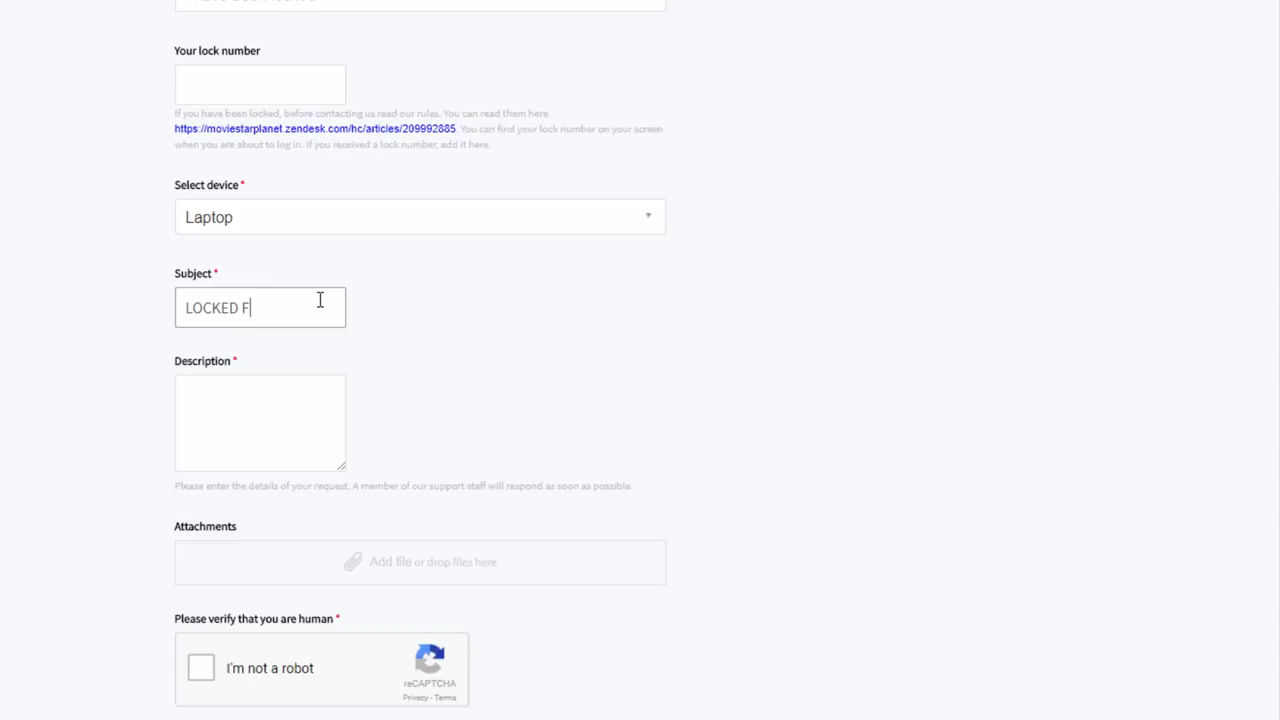 Your lock number
If you have been locked, before contacting us read our rules. You can read them here
https://moviestarplanet.zendesk.com/hc/articles/209992885. You can find your lock number on your screen
when you are about to log in. If you received a lock number, add it here.
Select device *
Laptop
Subject *
LOCKED F
Description *
Please enter the details of your request. A member of our support staff will respond as soon as possible.
Attachments
Add file or drop files here
Please verify that you are human *
I'm not a robot
reCAPTCHA
Privacy - Terms